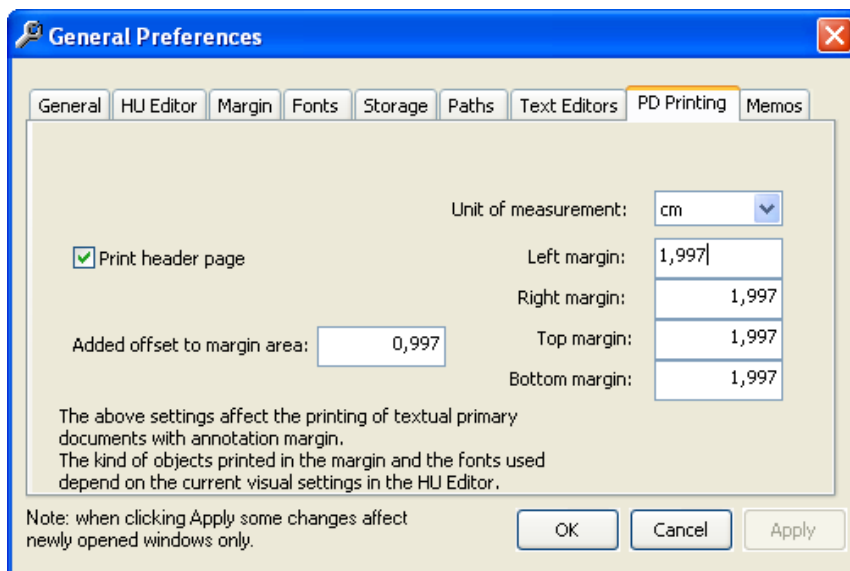 General Preferences
General HU Editor Margin Fonts Storage Paths Text Editors PD Printing Memos
Unit of measurement: cm
Print header page Left margin: 1,997
Right margin: 1,997
Added offset to margin area: 0,997 Top margin: 1,997
Bottom margin: 1,997
The above settings affect the printing of textual primary
documents with annotation margin.
The kind of objects printed in the margin and the fonts used
depend on the current visual settings in the HU Editor.
Note: when clicking Apply some changes affect
newly opened windows only.
OK Cancel Apply